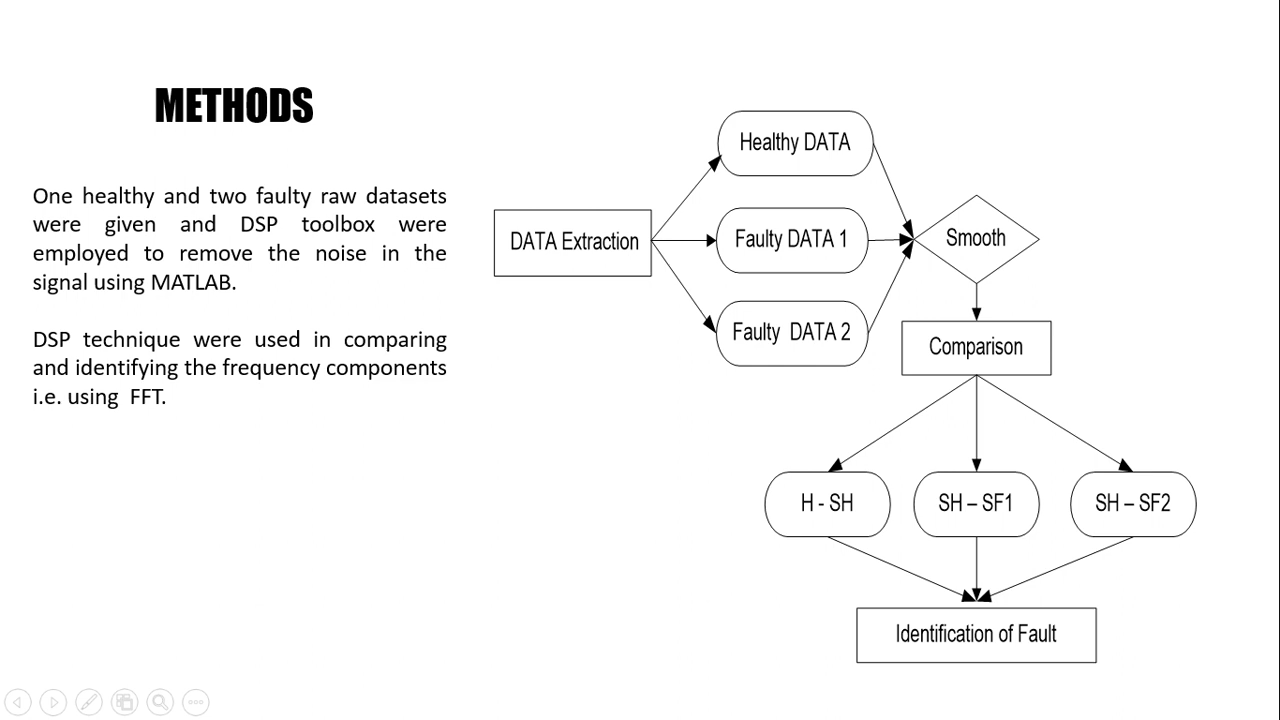 METHODS
One healthy and two faulty raw datasets
were given and DSP toolbox were
employed to remove the noise in the
signal using MATLAB.
DSP technique were used in comparing
and identifying the frequency components
i.e. using  FFT.
Healthy DATA
DATA Extraction
Faulty DATA 1
Smooth
Faulty  DATA 2
Comparison
H - SH
SH – SF1
SH – SF2
Identification of Fault